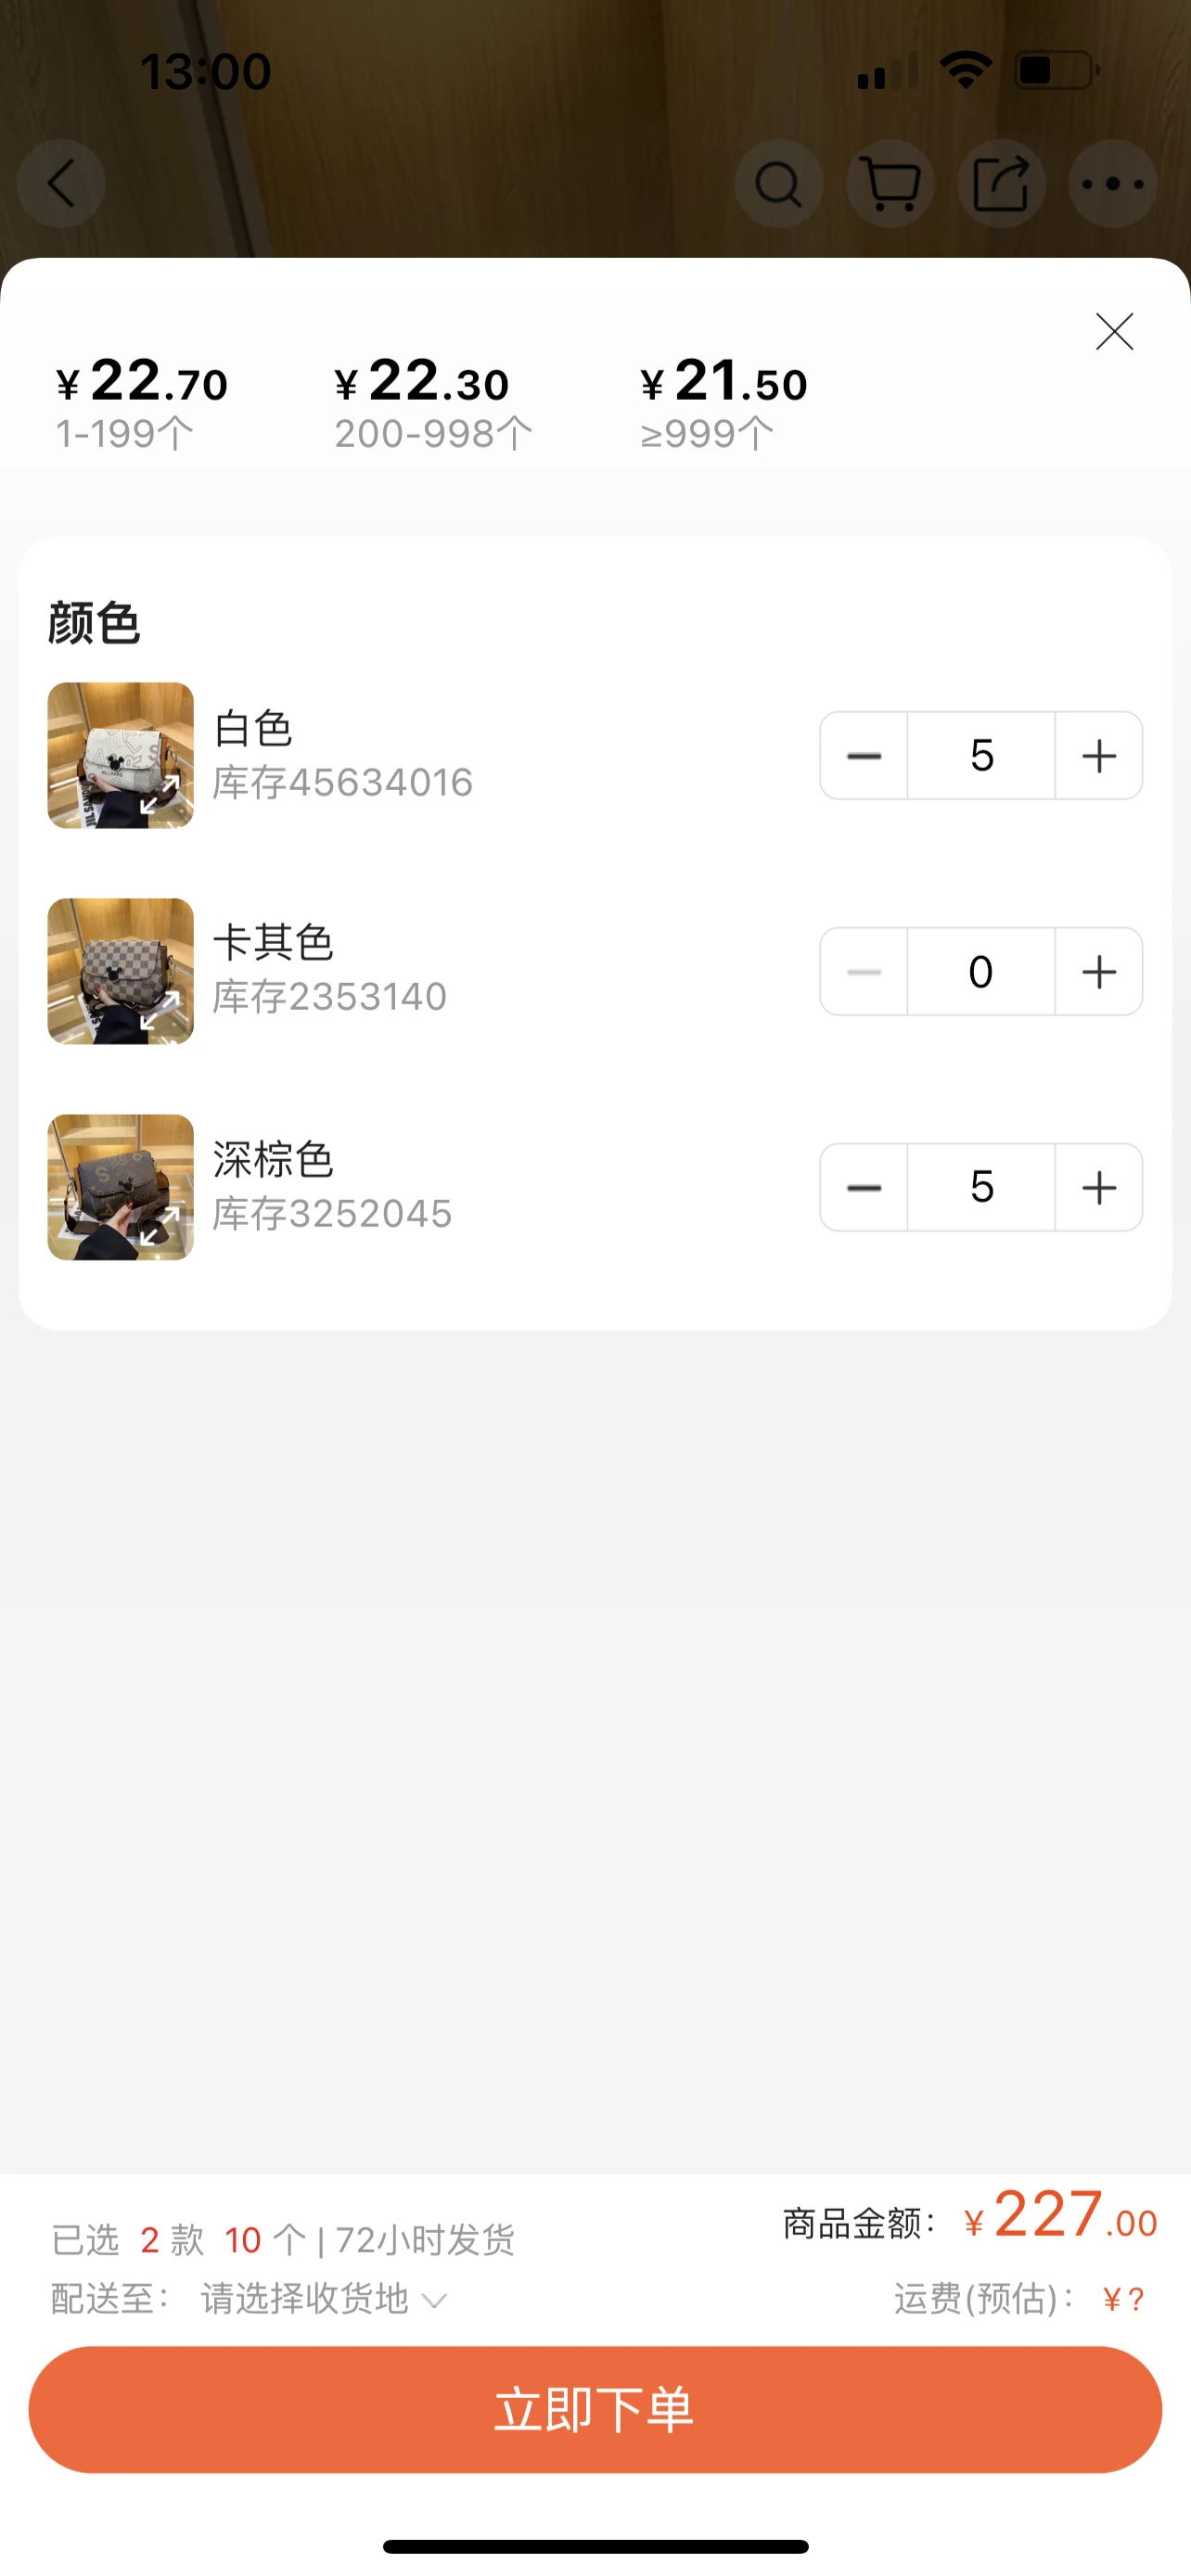 13:00
¥22.70 ¥22.30 ¥21.50
1-199个 200-998个 ≥999个
颜色
白色
库存45634016
5
卡其色
库存2353140
0
深棕色
库存3252045
5
已选 2 款 10 个 | 72小时发货
商品金额： ¥227.00
配送至： 请选择收货地
运费(预估)： ¥?
立即下单